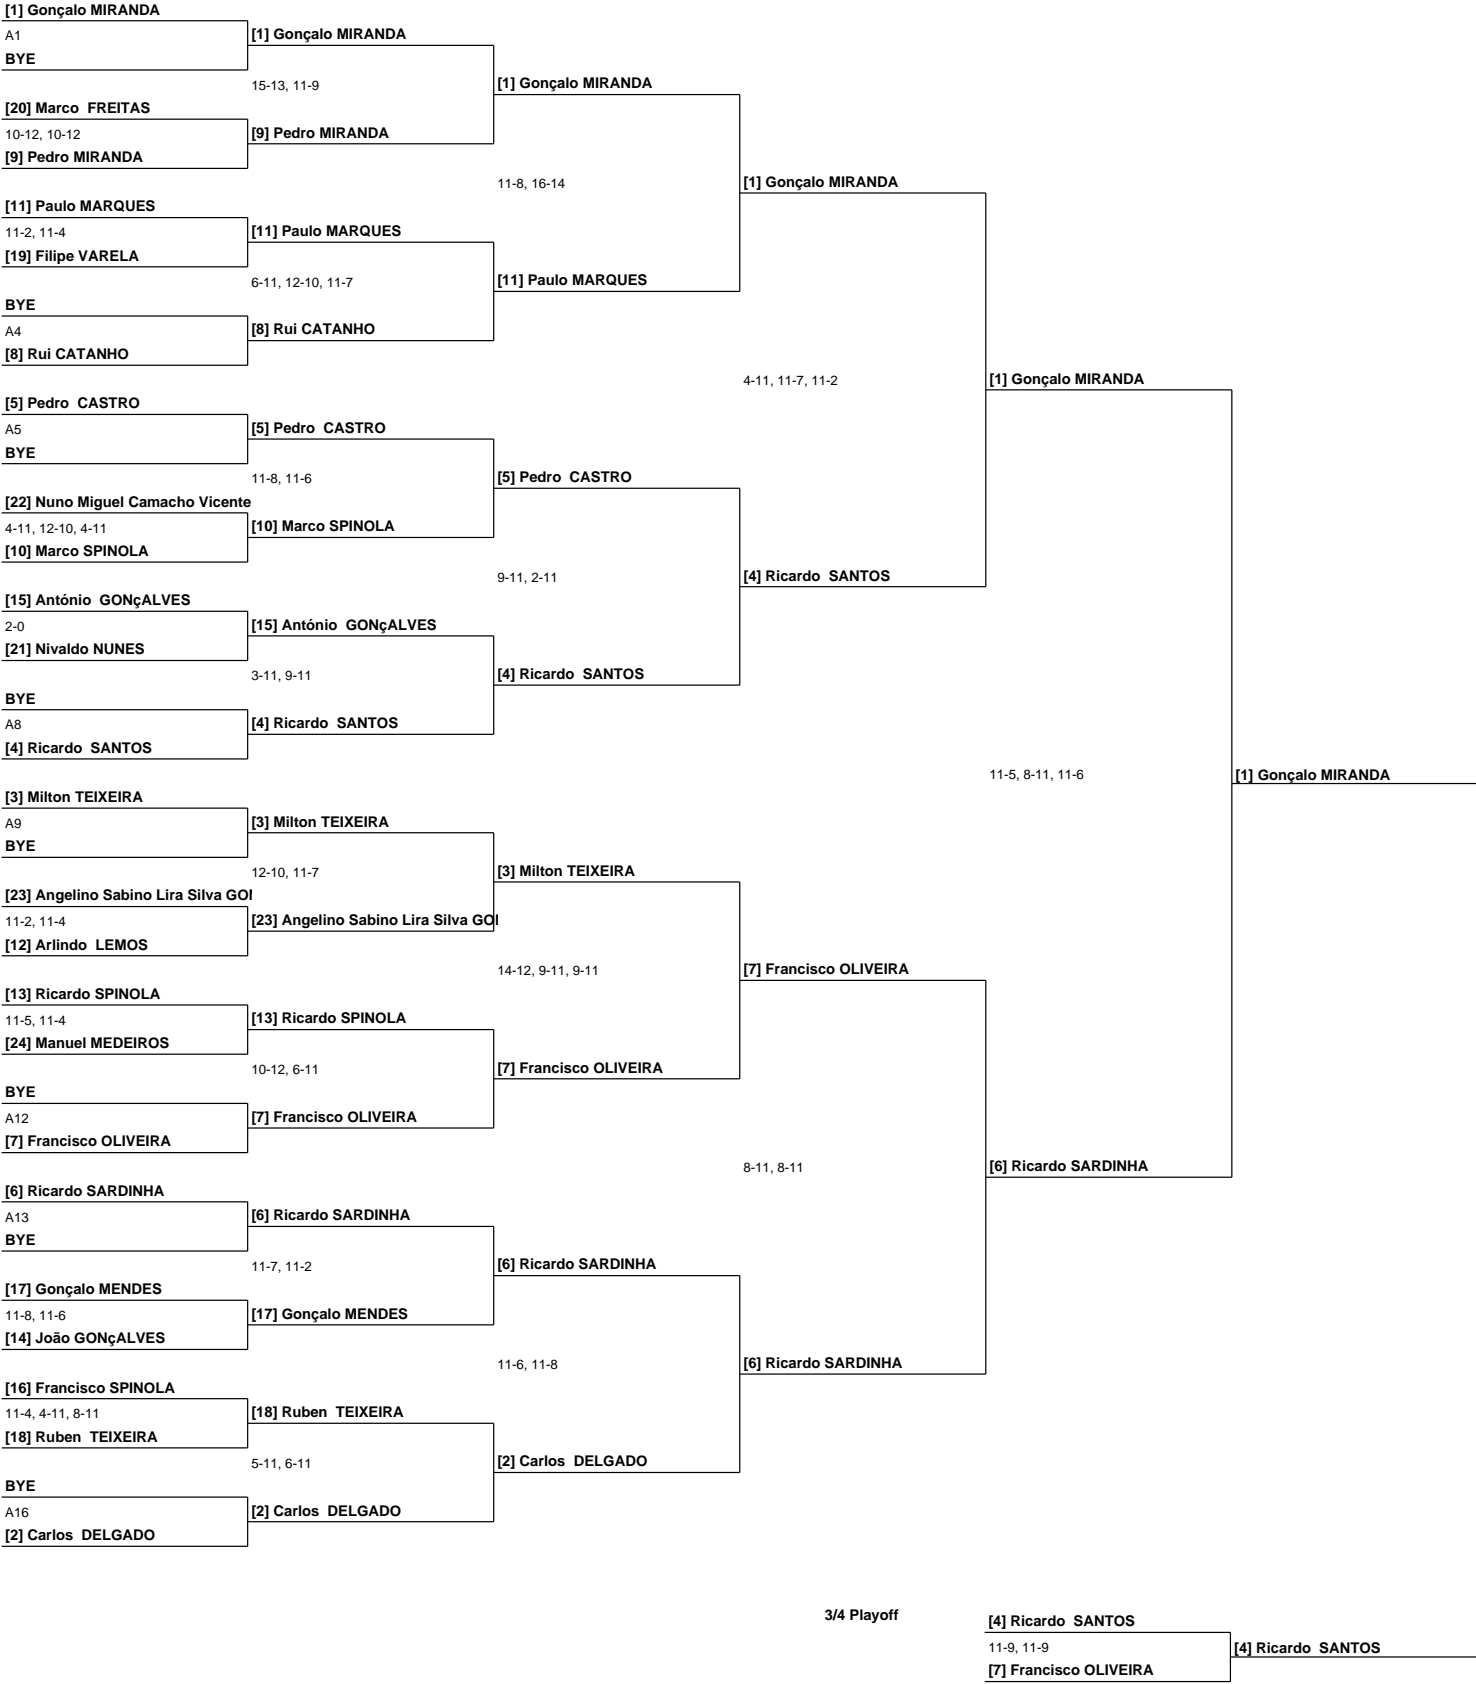 [1] Gonçalo MIRANDA
A1
BYE
[20] Marco  FREITAS
10-12, 10-12
[9] Pedro MIRANDA
[11] Paulo MARQUES
11-2, 11-4
[19] Filipe VARELA
BYE
A4
[8] Rui CATANHO
[5] Pedro  CASTRO
A5
BYE
[22] Nuno Miguel Camacho Vicente
4-11, 12-10, 4-11
[10] Marco SPINOLA
[15] António  GONçALVES
2-0
[21] Nivaldo NUNES
BYE
A8
[4] Ricardo  SANTOS
[3] Milton TEIXEIRA
A9
BYE
[23] Angelino Sabino Lira Silva GO
11-2, 11-4
[12] Arlindo  LEMOS
[13] Ricardo SPINOLA
11-5, 11-4
[24] Manuel MEDEIROS
BYE
A12
[7] Francisco OLIVEIRA
[6] Ricardo SARDINHA
A13
BYE
[17] Gonçalo MENDES
11-8, 11-6
[14] João GONçALVES
[16] Francisco SPINOLA
11-4, 4-11, 8-11
[18] Ruben  TEIXEIRA
BYE
A16
[2] Carlos  DELGADO
[1] Gonçalo MIRANDA
15-13, 11-9
[9] Pedro MIRANDA
[11] Paulo MARQUES
6-11, 12-10, 11-7
[8] Rui CATANHO
[5] Pedro  CASTRO
11-8, 11-6
[10] Marco SPINOLA
[15] António  GONçALVES
3-11, 9-11
[4] Ricardo  SANTOS
[3] Milton TEIXEIRA
12-10, 11-7
[23] Angelino Sabino Lira Silva GO
[13] Ricardo SPINOLA
10-12, 6-11
[7] Francisco OLIVEIRA
[6] Ricardo SARDINHA
11-7, 11-2
[17] Gonçalo MENDES
[18] Ruben  TEIXEIRA
5-11, 6-11
[2] Carlos  DELGADO
[1] Gonçalo MIRANDA
11-8, 16-14
[11] Paulo MARQUES
[5] Pedro  CASTRO
9-11, 2-11
[4] Ricardo  SANTOS
[3] Milton TEIXEIRA
14-12, 9-11, 9-11
[7] Francisco OLIVEIRA
[6] Ricardo SARDINHA
11-6, 11-8
[2] Carlos  DELGADO
[1] Gonçalo MIRANDA
4-11, 11-7, 11-2
[4] Ricardo  SANTOS
[7] Francisco OLIVEIRA
8-11, 8-11
[6] Ricardo SARDINHA
[1] Gonçalo MIRANDA
11-5, 8-11, 11-6
[6] Ricardo SARDINHA
[1] Gonçalo MIRANDA
3/4 Playoff
[4] Ricardo  SANTOS
11-9, 11-9
[7] Francisco OLIVEIRA
[4] Ricardo  SANTOS